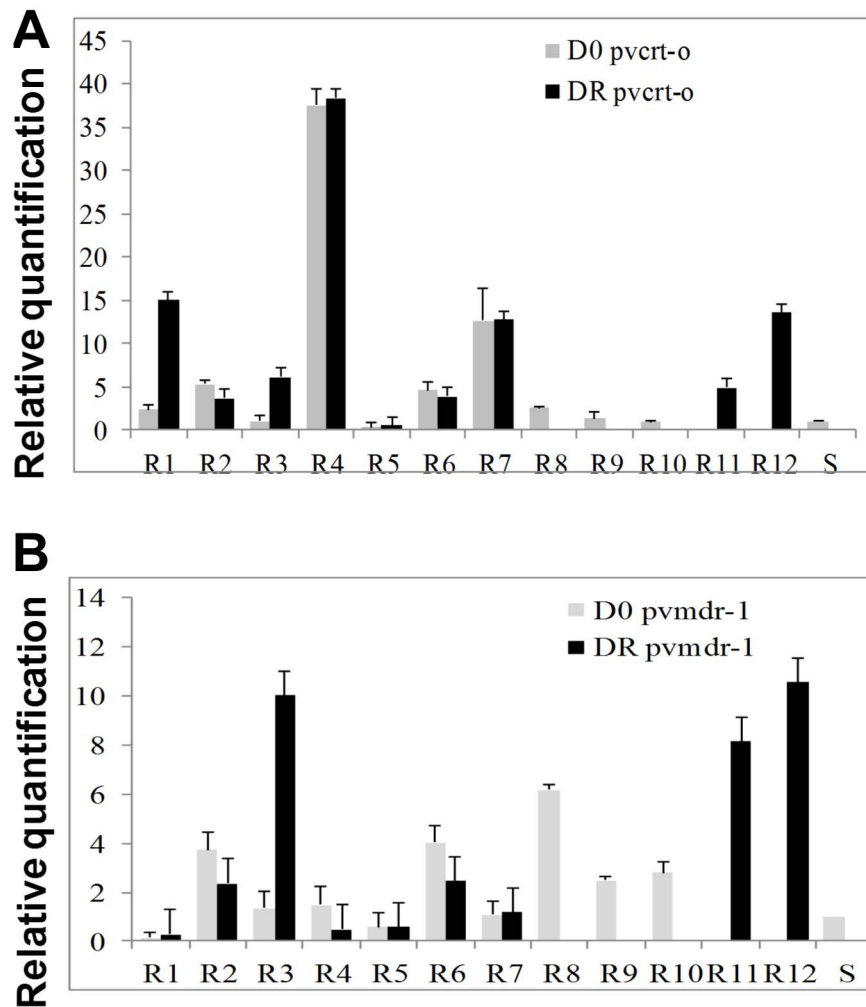 A
Relative quantification
45
40
35
30
25
20
15
10
5
0
D0 pvcrt-o
DR pvcrt-o
R1 R2 R3 R4 R5 R6 R7 R8 R9 R10 R11 R12 S
B
Relative quantification
14
12
10
8
6
4
2
0
D0 pvmdr-1
DR pvmdr-1
R1 R2 R3 R4 R5 R6 R7 R8 R9 R10 R11 R12 S